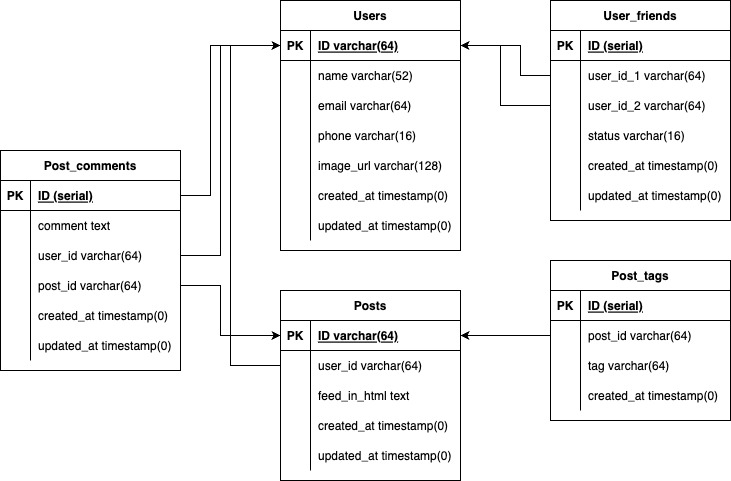 Users
PK ID varchar(64)
name varchar(52)
email varchar(64)
phone varchar(16)
image_url varchar(128)
created_at timestamp(0)
updated_at timestamp(0)
User_friends
PK ID (serial)
user_id_1 varchar(64)
user_id_2 varchar(64)
status varchar(16)
created_at timestamp(0)
updated_at timestamp(0)
Post_comments
PK ID (serial)
comment text
user_id varchar(64)
post_id varchar(64)
created_at timestamp(0)
updated_at timestamp(0)
Posts
PK ID varchar(64)
user_id varchar(64)
feed_in_html text
created_at timestamp(0)
updated_at timestamp(0)
Post_tags
PK ID (serial)
post_id varchar(64)
tag varchar(64)
created_at timestamp(0)